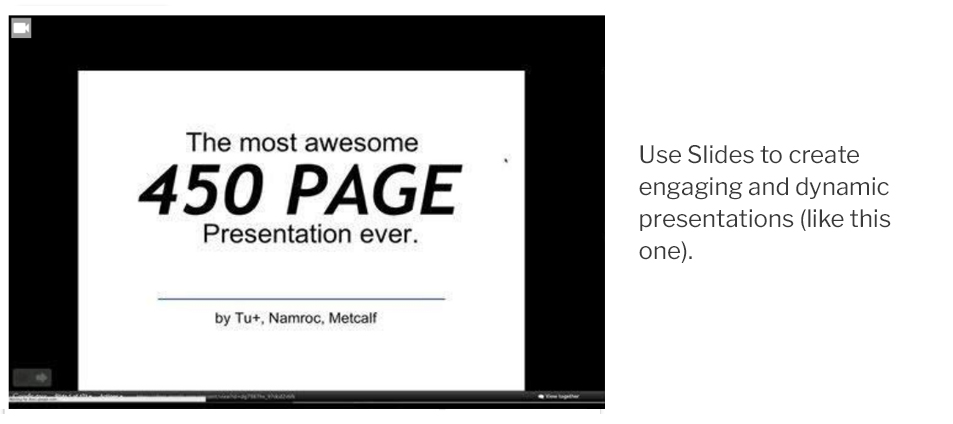 The most awesome
450 PAGE
Presentation ever.
by Tu+, Namroc, Metcalf
View together
Use Slides to create
engaging and dynamic
presentations (like this
one).